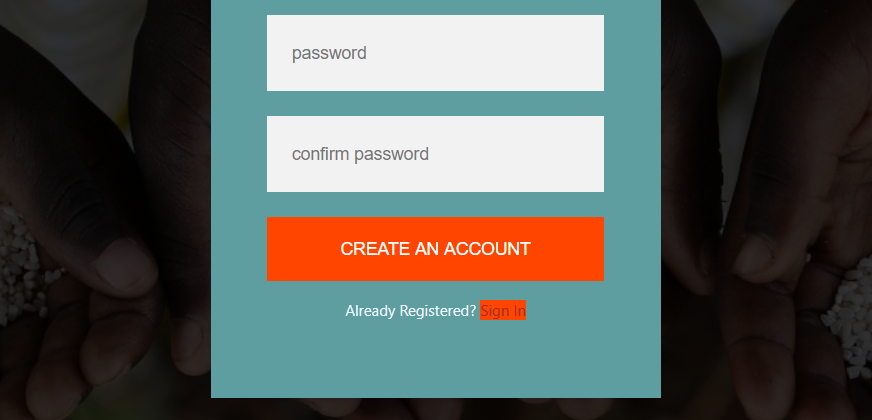 password
confirm password
CREATE AN ACCOUNT
Already Registered? Sign In